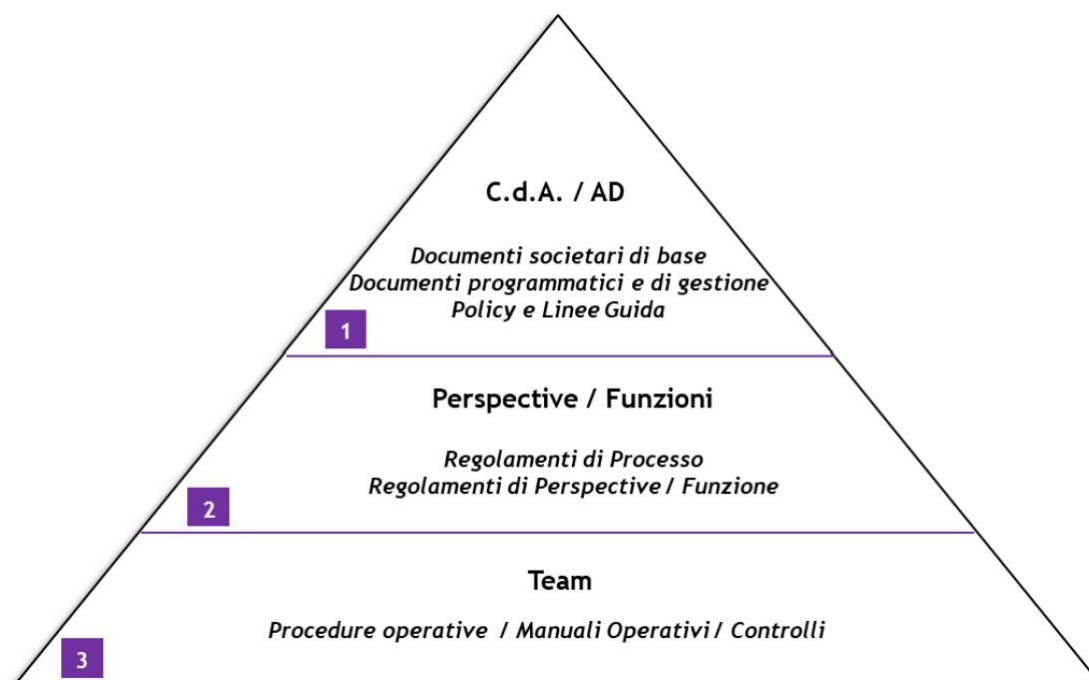 C.d.A. / AD
Documenti societari di base
Documenti programmatici e di gestione
Policy e Linee Guida
1
Perspective / Funzioni
Regolamenti di Processo
Regolamenti di Perspective / Funzione
2
Team
Procedure operative / Manuali Operativi / Controlli
3